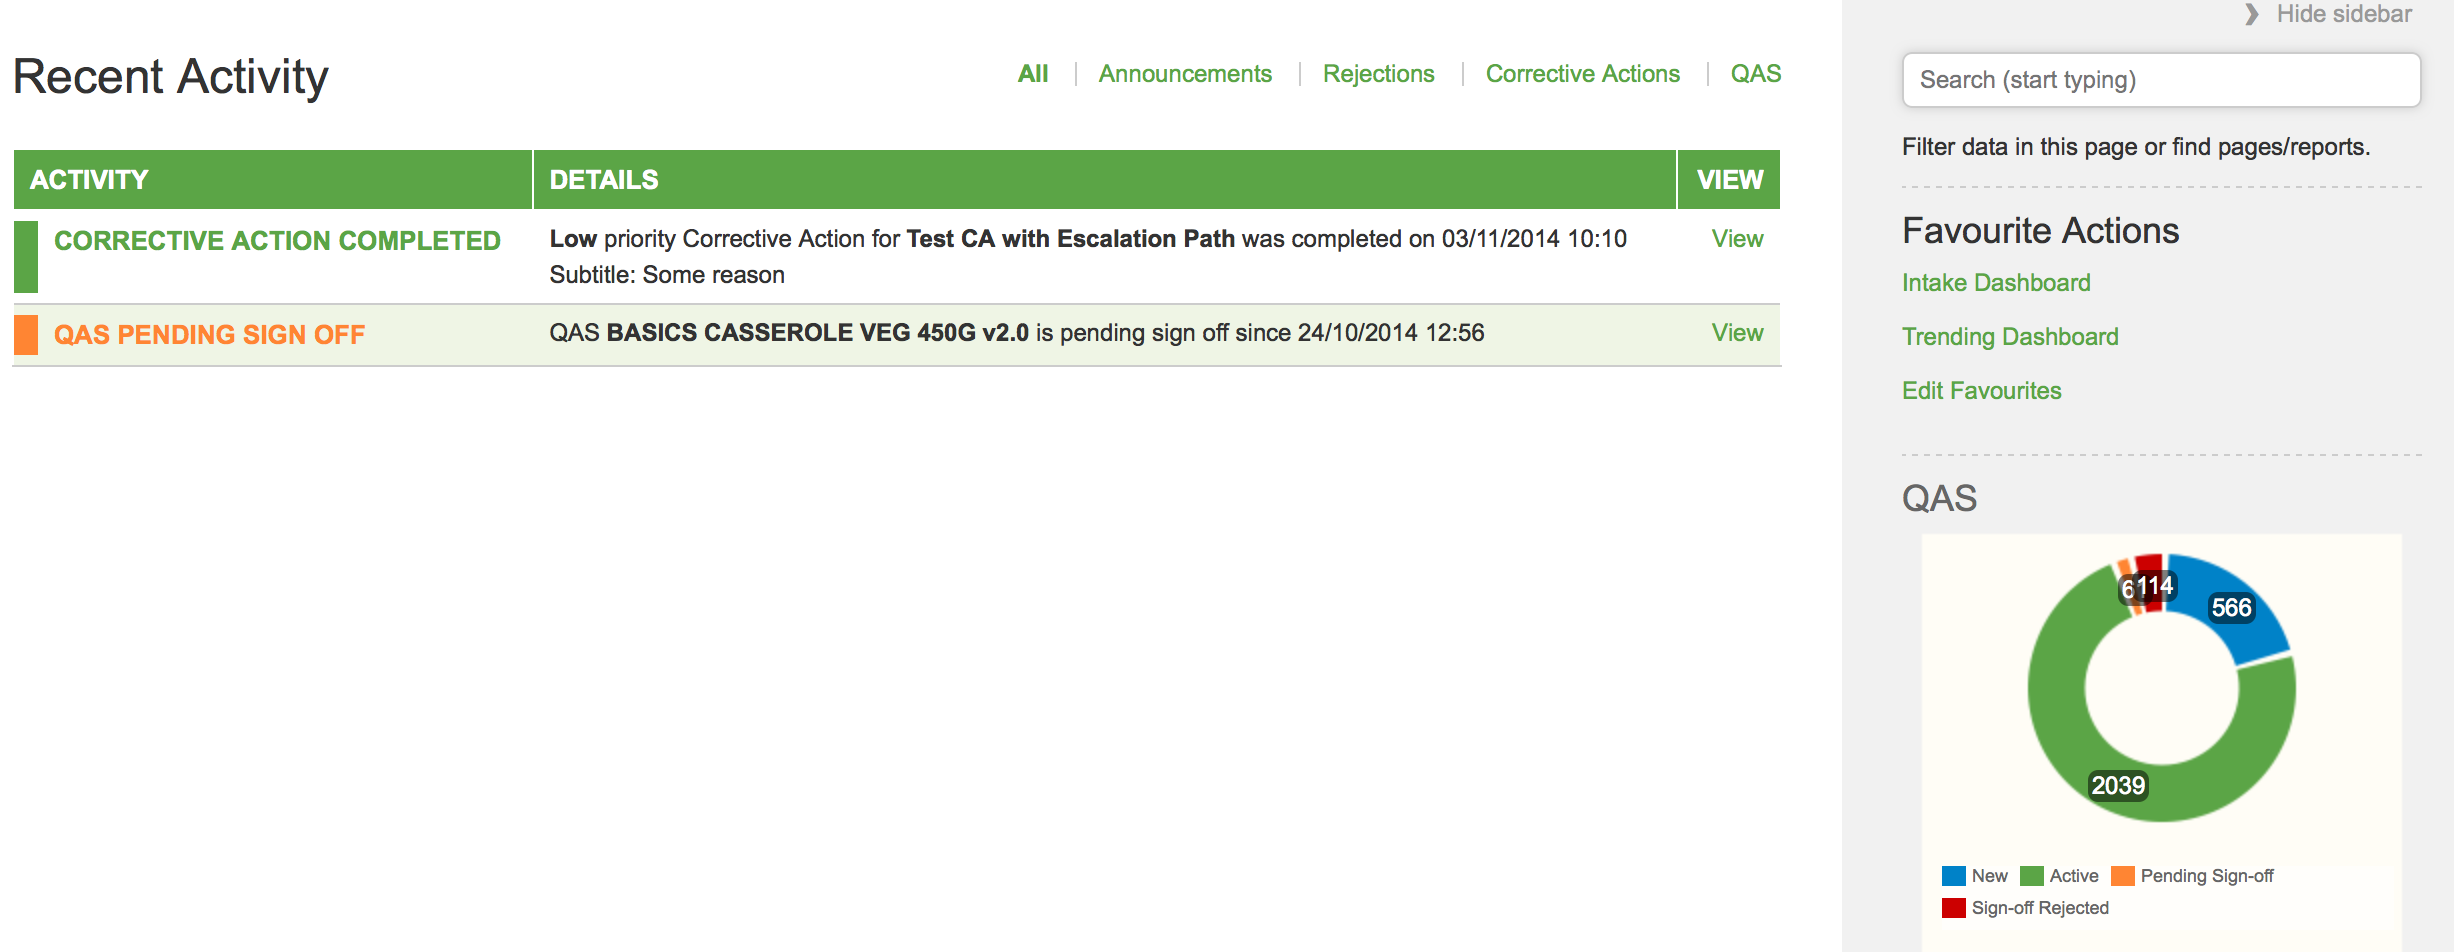 Hide sidebar
Recent Activity
All
Announcements
Rejections
Corrective Actions
QAS
Search (start typing)
Filter data in this page or find pages/reports.
ACTIVITY DETAILS VIEW
CORRECTIVE ACTION COMPLETED Low priority Corrective Action for Test CA with Escalation Path was completed on 03/11/2014 10:10 View
Subtitle: Some reason
QAS PENDING SIGN OFF QAS BASICS CASSEROLE VEG 450G v2.0 is pending sign off since 24/10/2014 12:56 View
Favourite Actions
Intake Dashboard
Trending Dashboard
Edit Favourites
QAS
114
566
2039
New Active Pending Sign-off
Sign-off Rejected